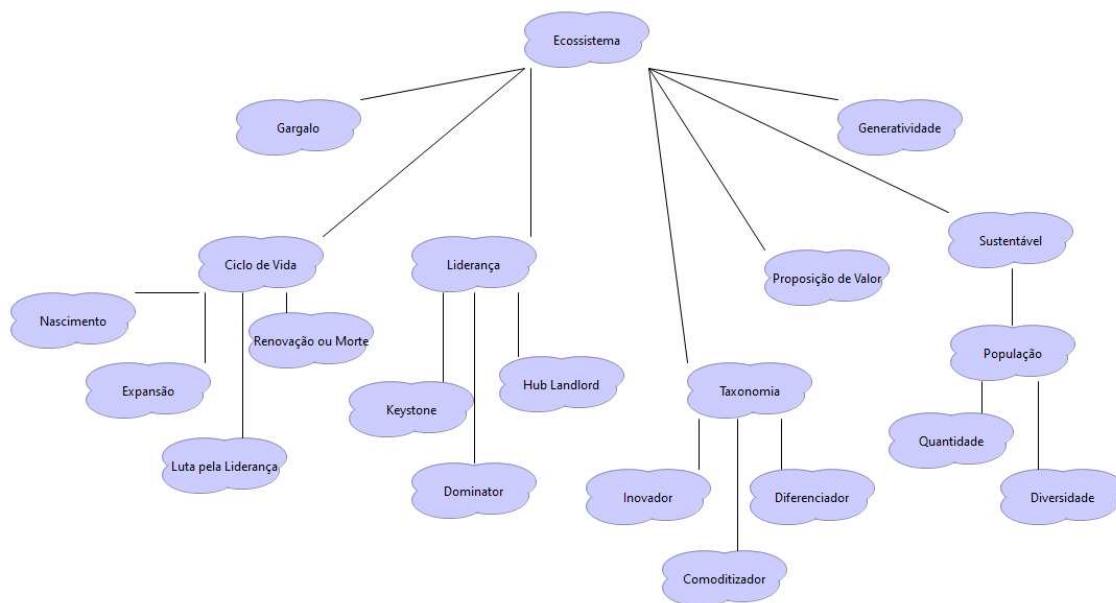 Ecossistema
Gargalo
Generatividade
Ciclo de Vida
Liderança
Sustentável
Proposição de Valor
Nascimento
Renovação ou Morte
População
Expansão
Hub Landlord
Taxonomia
Keystone
Quantidade
Luta pela Liderança
Dominator
Inovador
Diferenciador
Diversidade
Comoditizador